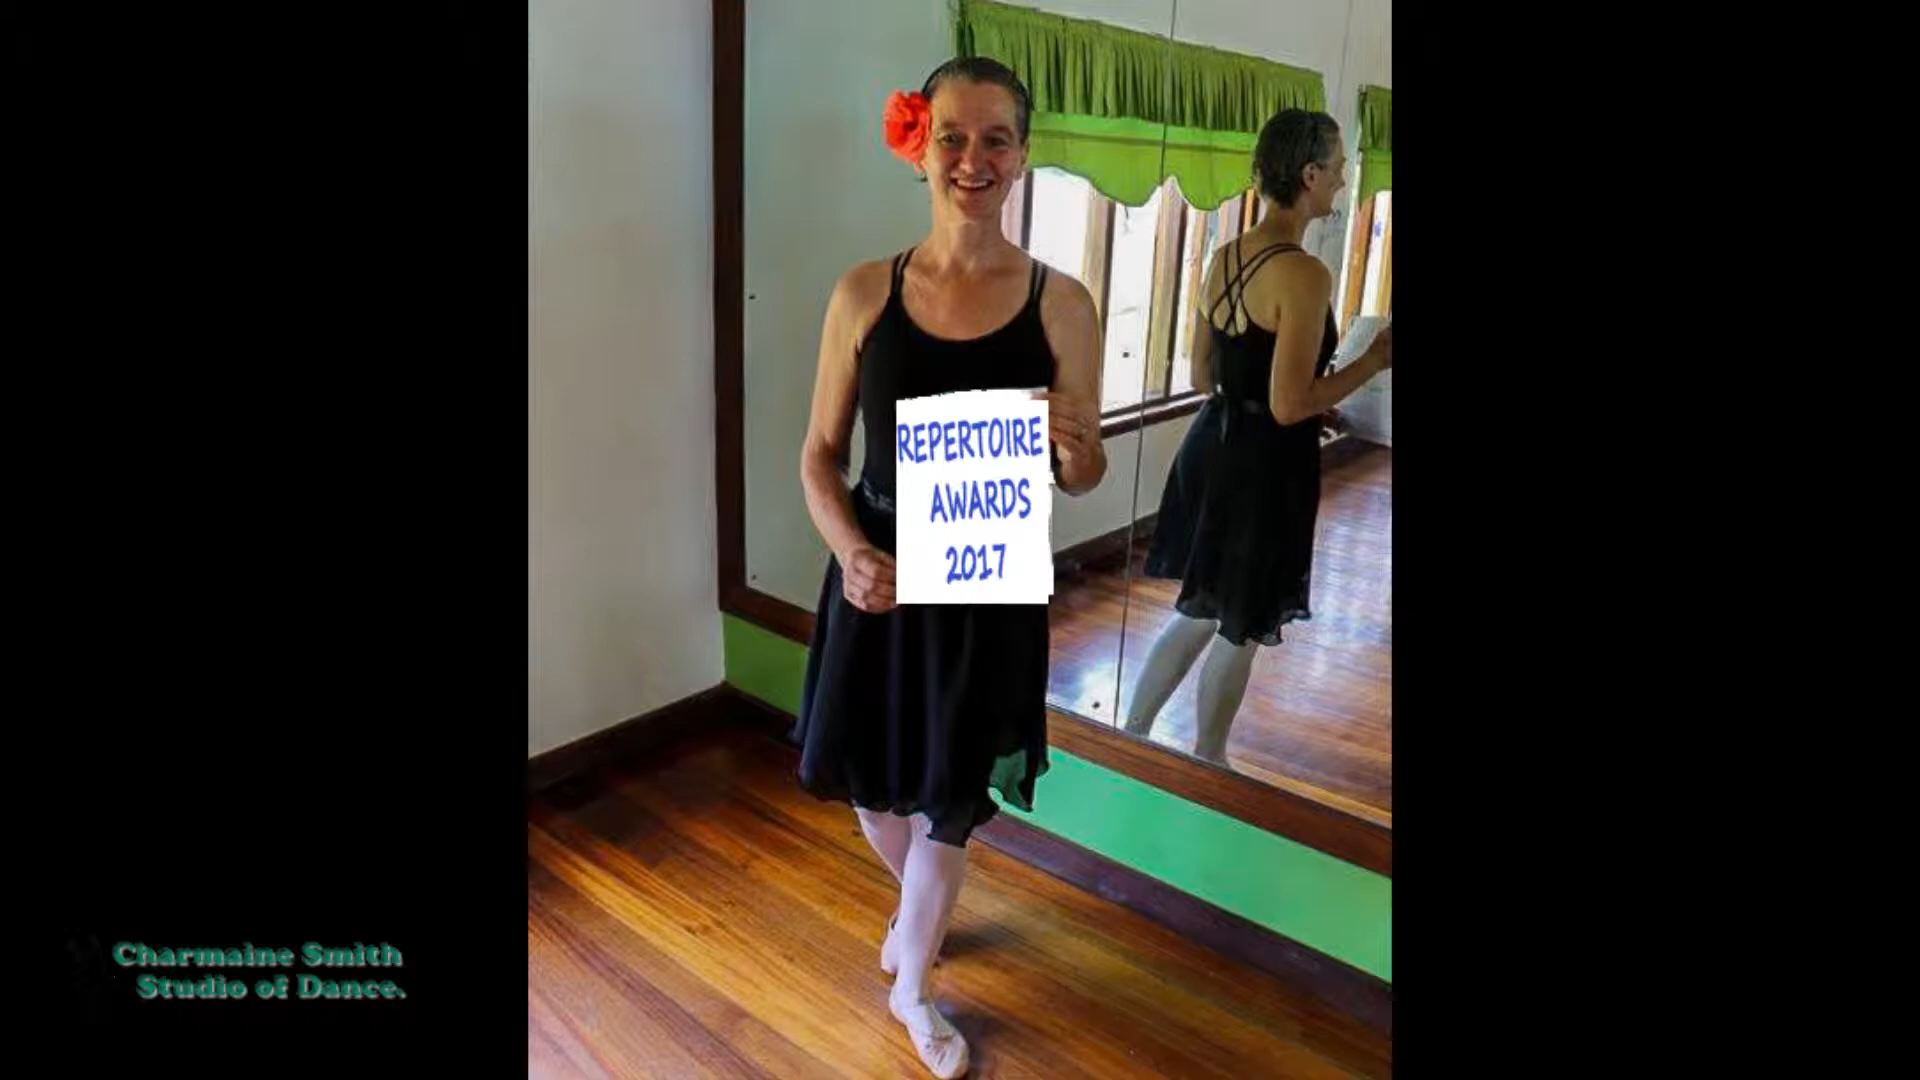 REPERTOIRE
AWARDS
2017
Charmaine Smith
Studio of Dance.